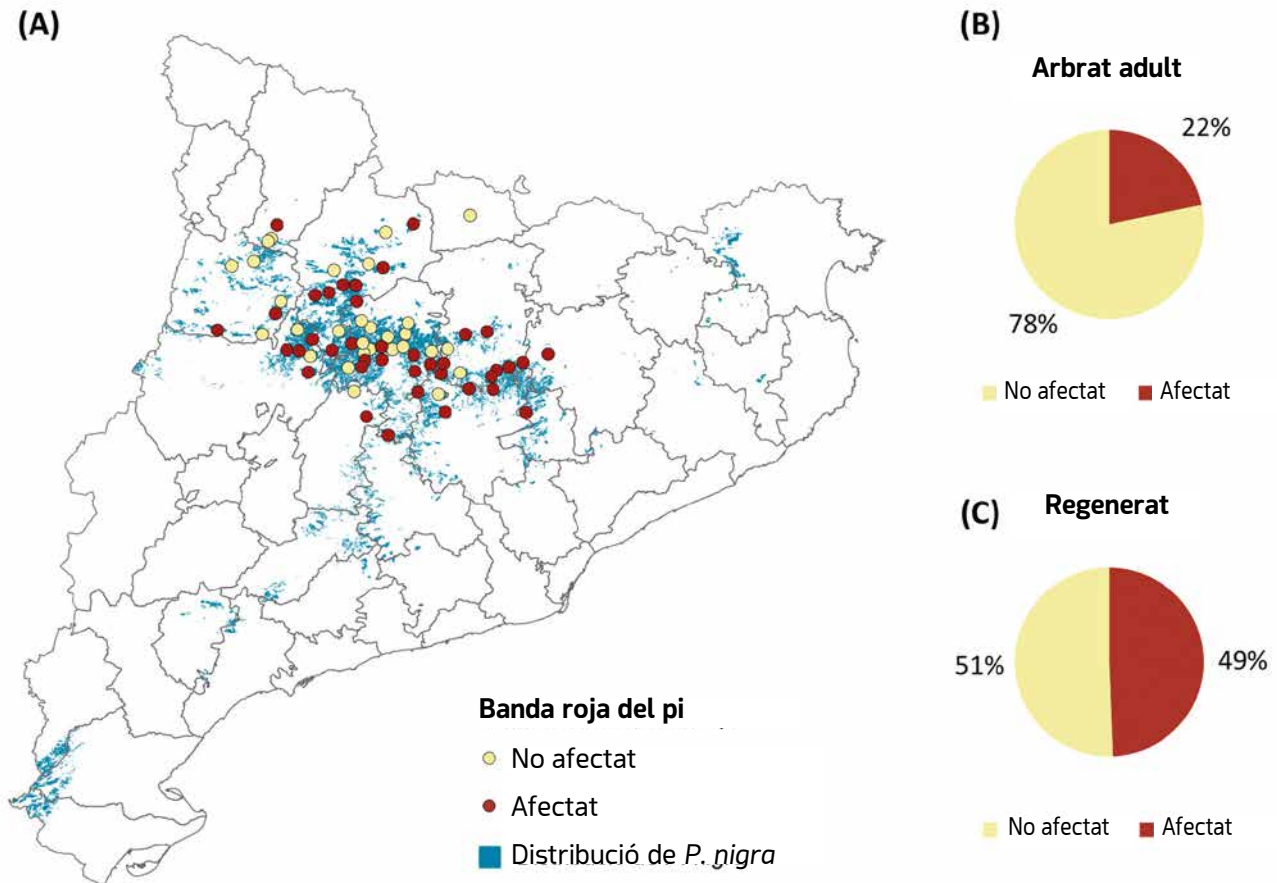 (A)
Banda roja del pi
No afectat
Afectat
Distribució de P. nigra
(B)
Arbrat adult
22%
78%
No afectat
Afectat
(C)
Regenerat
51%
49%
No afectat
Afectat